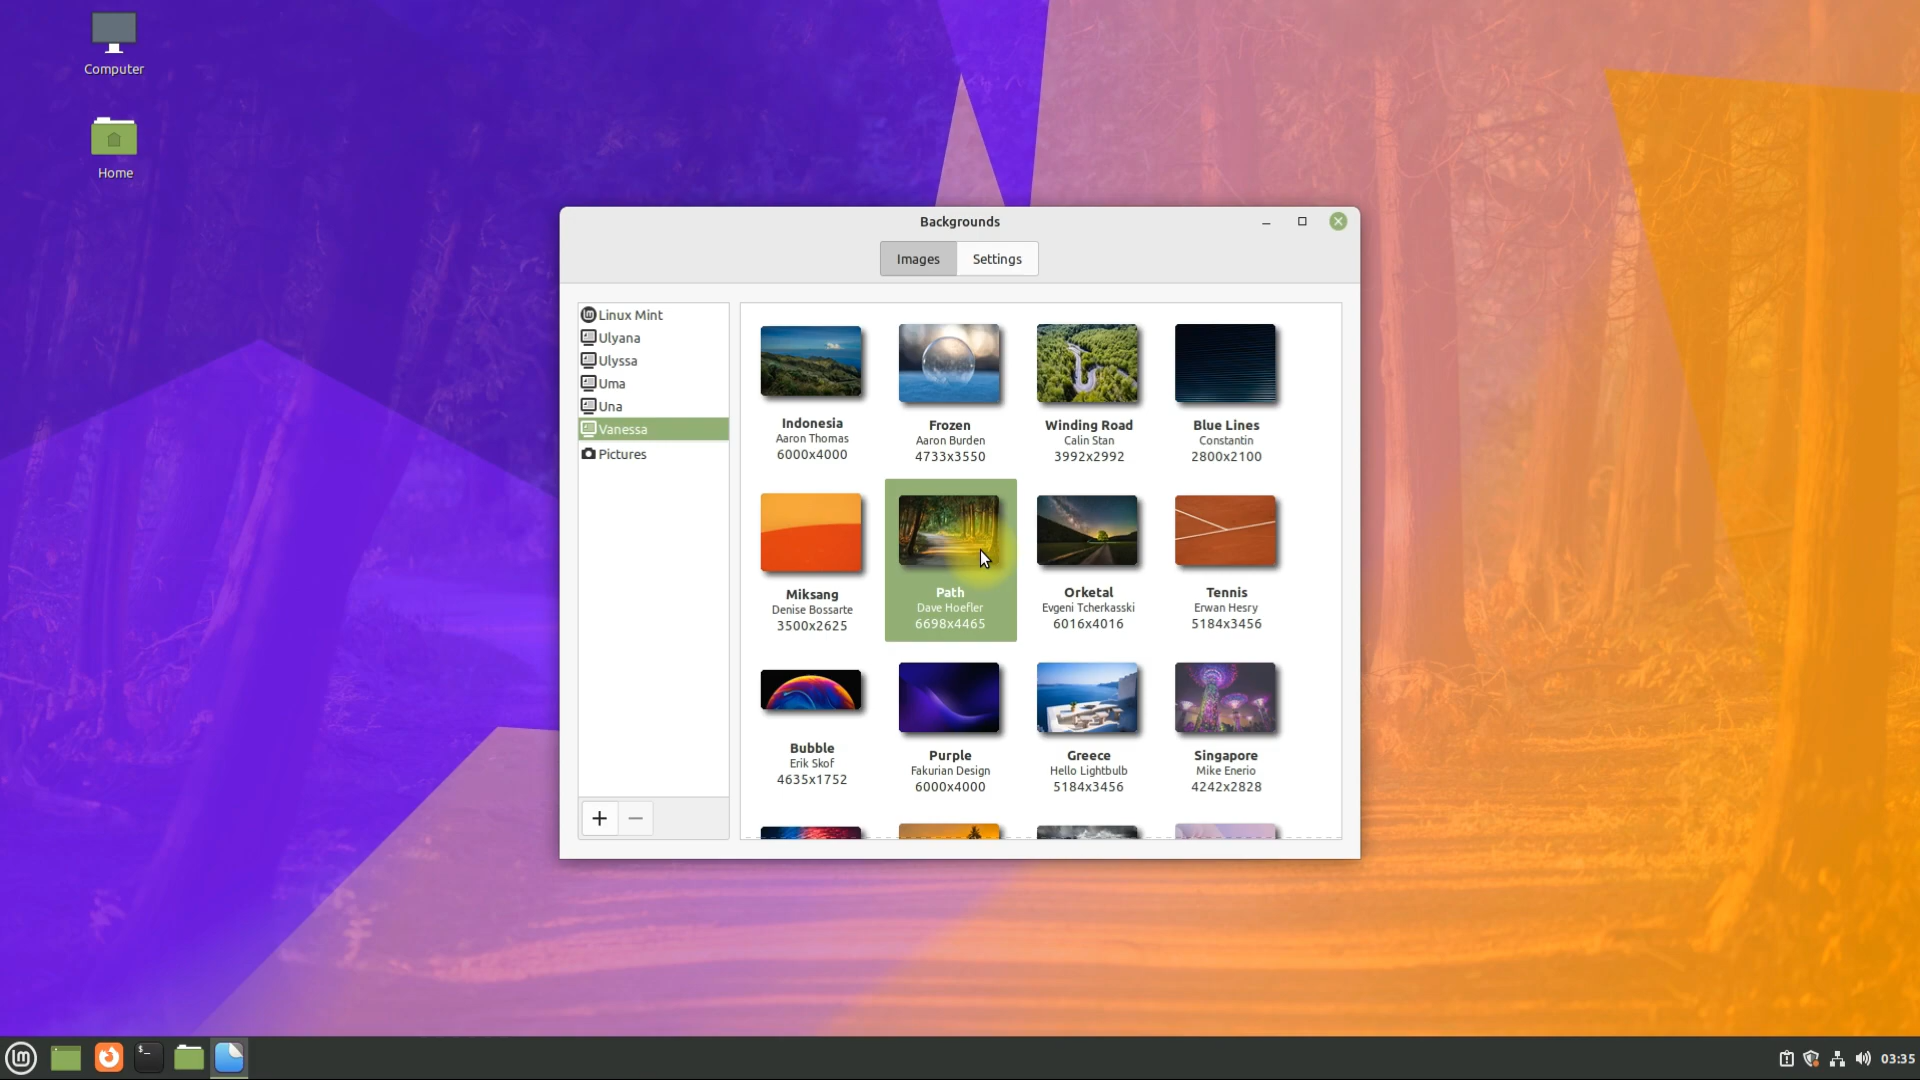 Computer
Home
Backgrounds
Images
Settings
Linux Mint
Ulyana
Ulyssa
Uma
Una
Vanessa
Pictures
Indonesia
Aaron Thomas
6000x4000
Frozen
Aaron Burden
4733x3550
Winding Road
Calin Stan
3992x2992
Blue Lines
Constantin
2800x2100
Miksang
Denise Bossarte
3500x2625
Path
Dave Hoefler
6698x4465
Orketal
Evgeni Tcherkasski
6016x4016
Tennis
Erwan Hesry
5184x3456
Bubble
Erik Skof
4635x1752
Purple
Fakurian Design
6000x4000
Greece
Hello Lightbulb
5184x3456
Singapore
Mike Enerio
4242x2828
$_
03:35